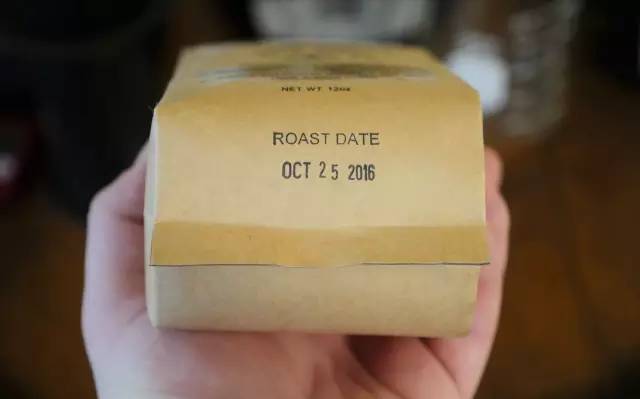 NET WT 12oz
ROAST DATE
OCT 25 2016